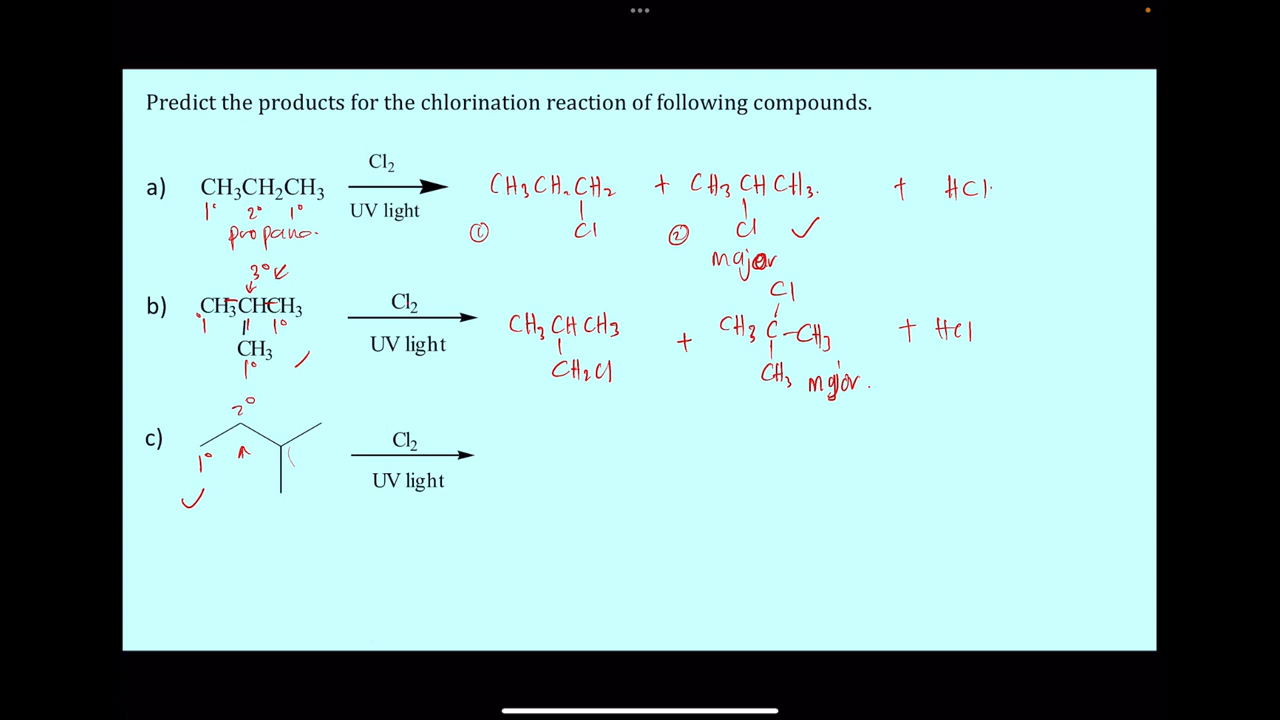 Predict the products for the chlorination reaction of following compounds.
a) CH3CH2CH3 Cl2 UV light CH3CH2CH2 + CH3CHCH3. + HCl.
1° 2° 1° ① Cl ② Cl
propane. major
3°
b) CH3CHCH3 Cl2 UV light CH3CHCH3 + CH3C-CH3 + HCl
1° 1° Cl
CH3 CH2Cl CH3 major.
1°
2°
c) Cl2
1° UV light